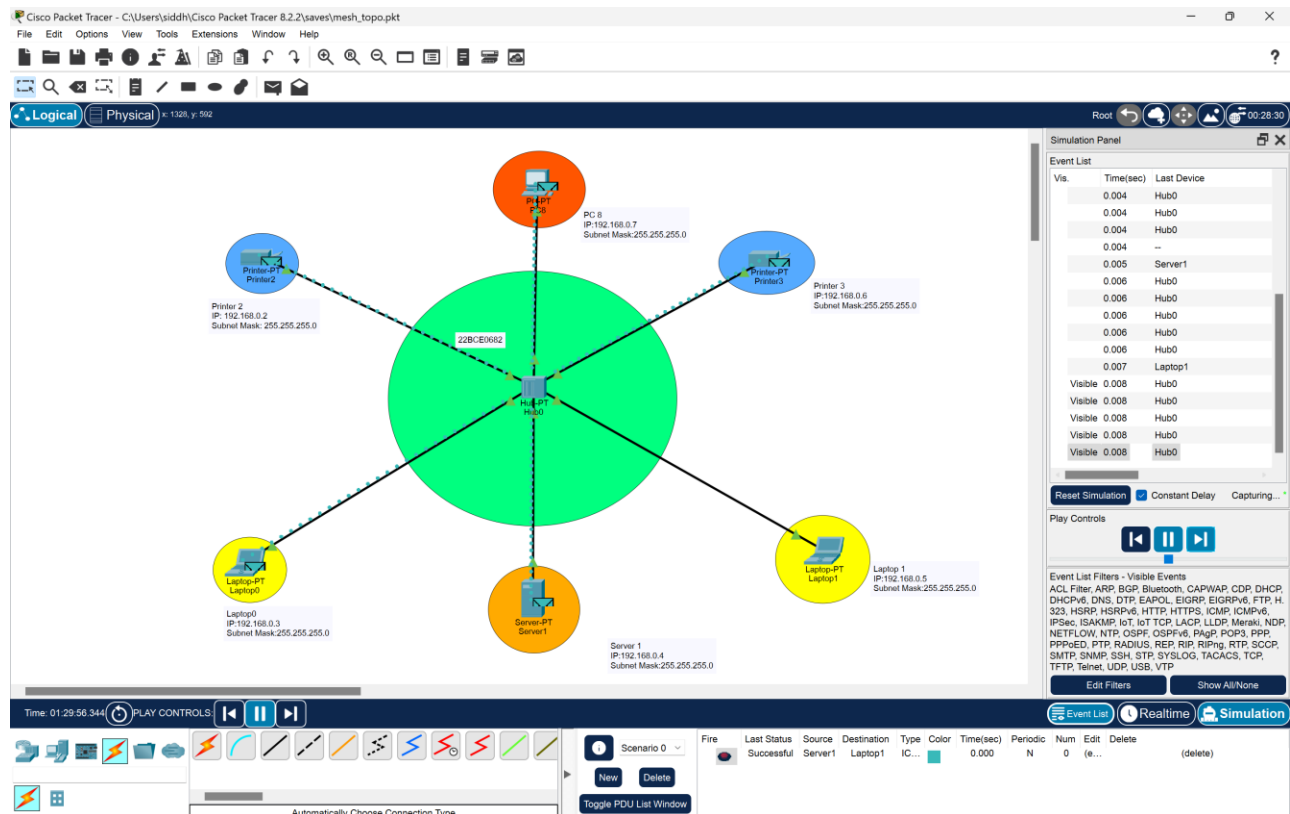 Cisco Packet Tracer - C:\Users\siddh\Cisco Packet Tracer 8.2.2\saves\mesh_topo.pkt
File Edit Options View Tools Extensions Window Help
?
Logical Physical x: 1328, y: 592 Root 00:28:30
Simulation Panel
Event List
Vis. Time(sec) Last Device
0.004 Hub0
0.004 Hub0
0.004 Hub0
0.004 --
0.005 Server1
0.006 Hub0
0.006 Hub0
0.006 Hub0
0.006 Hub0
0.006 Hub0
0.007 Laptop1
Visible 0.008 Hub0
Visible 0.008 Hub0
Visible 0.008 Hub0
Visible 0.008 Hub0
Visible 0.008 Hub0
Reset Simulation Constant Delay Capturing...
Play Controls
Event List Filters - Visible Events
ACL Filter, ARP, BGP, Bluetooth, CAPWAP, CDP, DHCP,
DHCPv6, DNS, DTP, EAPOL, EIGRP, EIGRPv6, FTP, H.
323, HSRP, HSRPv6, HTTP, HTTPS, ICMP, ICMPv6,
IPSec, ISAKMP, IoT, IoT TCP, LACP, LLDP, Meraki, NDP,
NETFLOW, NTP, OSPF, OSPFv6, PAgP, POP3, PPP,
PPPoED, PTP, RADIUS, REP, RIP, RIPng, RTP, SCCP,
SMTP, SNMP, SSH, STP, SYSLOG, TACACS, TCP,
TFTP, Telnet, UDP, USB, VTP
Edit Filters Show All/None
PC8
PC 8
IP:192.168.0.7
Subnet Mask:255.255.255.0
Printer-PT
Printer2
Printer 2
IP: 192.168.0.2
Subnet Mask: 255.255.255.0
Printer-PT
Printer3
Printer 3
IP:192.168.0.6
Subnet Mask:255.255.255.0
22BCE0682
Hub-PT
Hub0
Laptop-PT
Laptop0
Laptop0
IP:192.168.0.3
Subnet Mask:255.255.255.0
Server-PT
Server1
Server 1
IP:192.168.0.4
Subnet Mask:255.255.255.0
Laptop-PT
Laptop1
Laptop 1
IP:192.168.0.5
Subnet Mask:255.255.255.0
Time: 01:29:56.344 PLAY CONTROLS: Event List Realtime Simulation
Scenario 0
New Delete
Toggle PDU List Window
Automatically Choose Connection Type
Fire Last Status Source Destination Type Color Time(sec) Periodic Num Edit Delete
Successful Server1 Laptop1 IC... 0.000 N 0 (e... (delete)